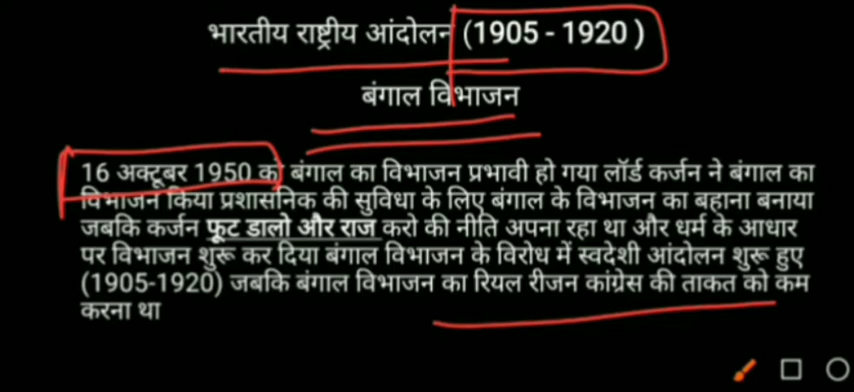 भारतीय राष्ट्रीय आंदोलन (1905 - 1920 )
बंगाल विभाजन
16 अक्टूबर 1950 को बंगाल का विभाजन प्रभावी हो गया लॉर्ड कर्जन ने बंगाल का
विभाजन किया प्रशासनिक की सुविधा के लिए बंगाल के विभाजन का बहाना बनाया
जबकि कर्जन फूट डालो और राज करो की नीति अपना रहा था और धर्म के आधार
पर विभाजन शुरू कर दिया बंगाल विभाजन के विरोध में स्वदेशी आंदोलन शुरू हुए
(1905-1920) जबकि बंगाल विभाजन का रियल रीजन कांग्रेस की ताकत को कम
करना था